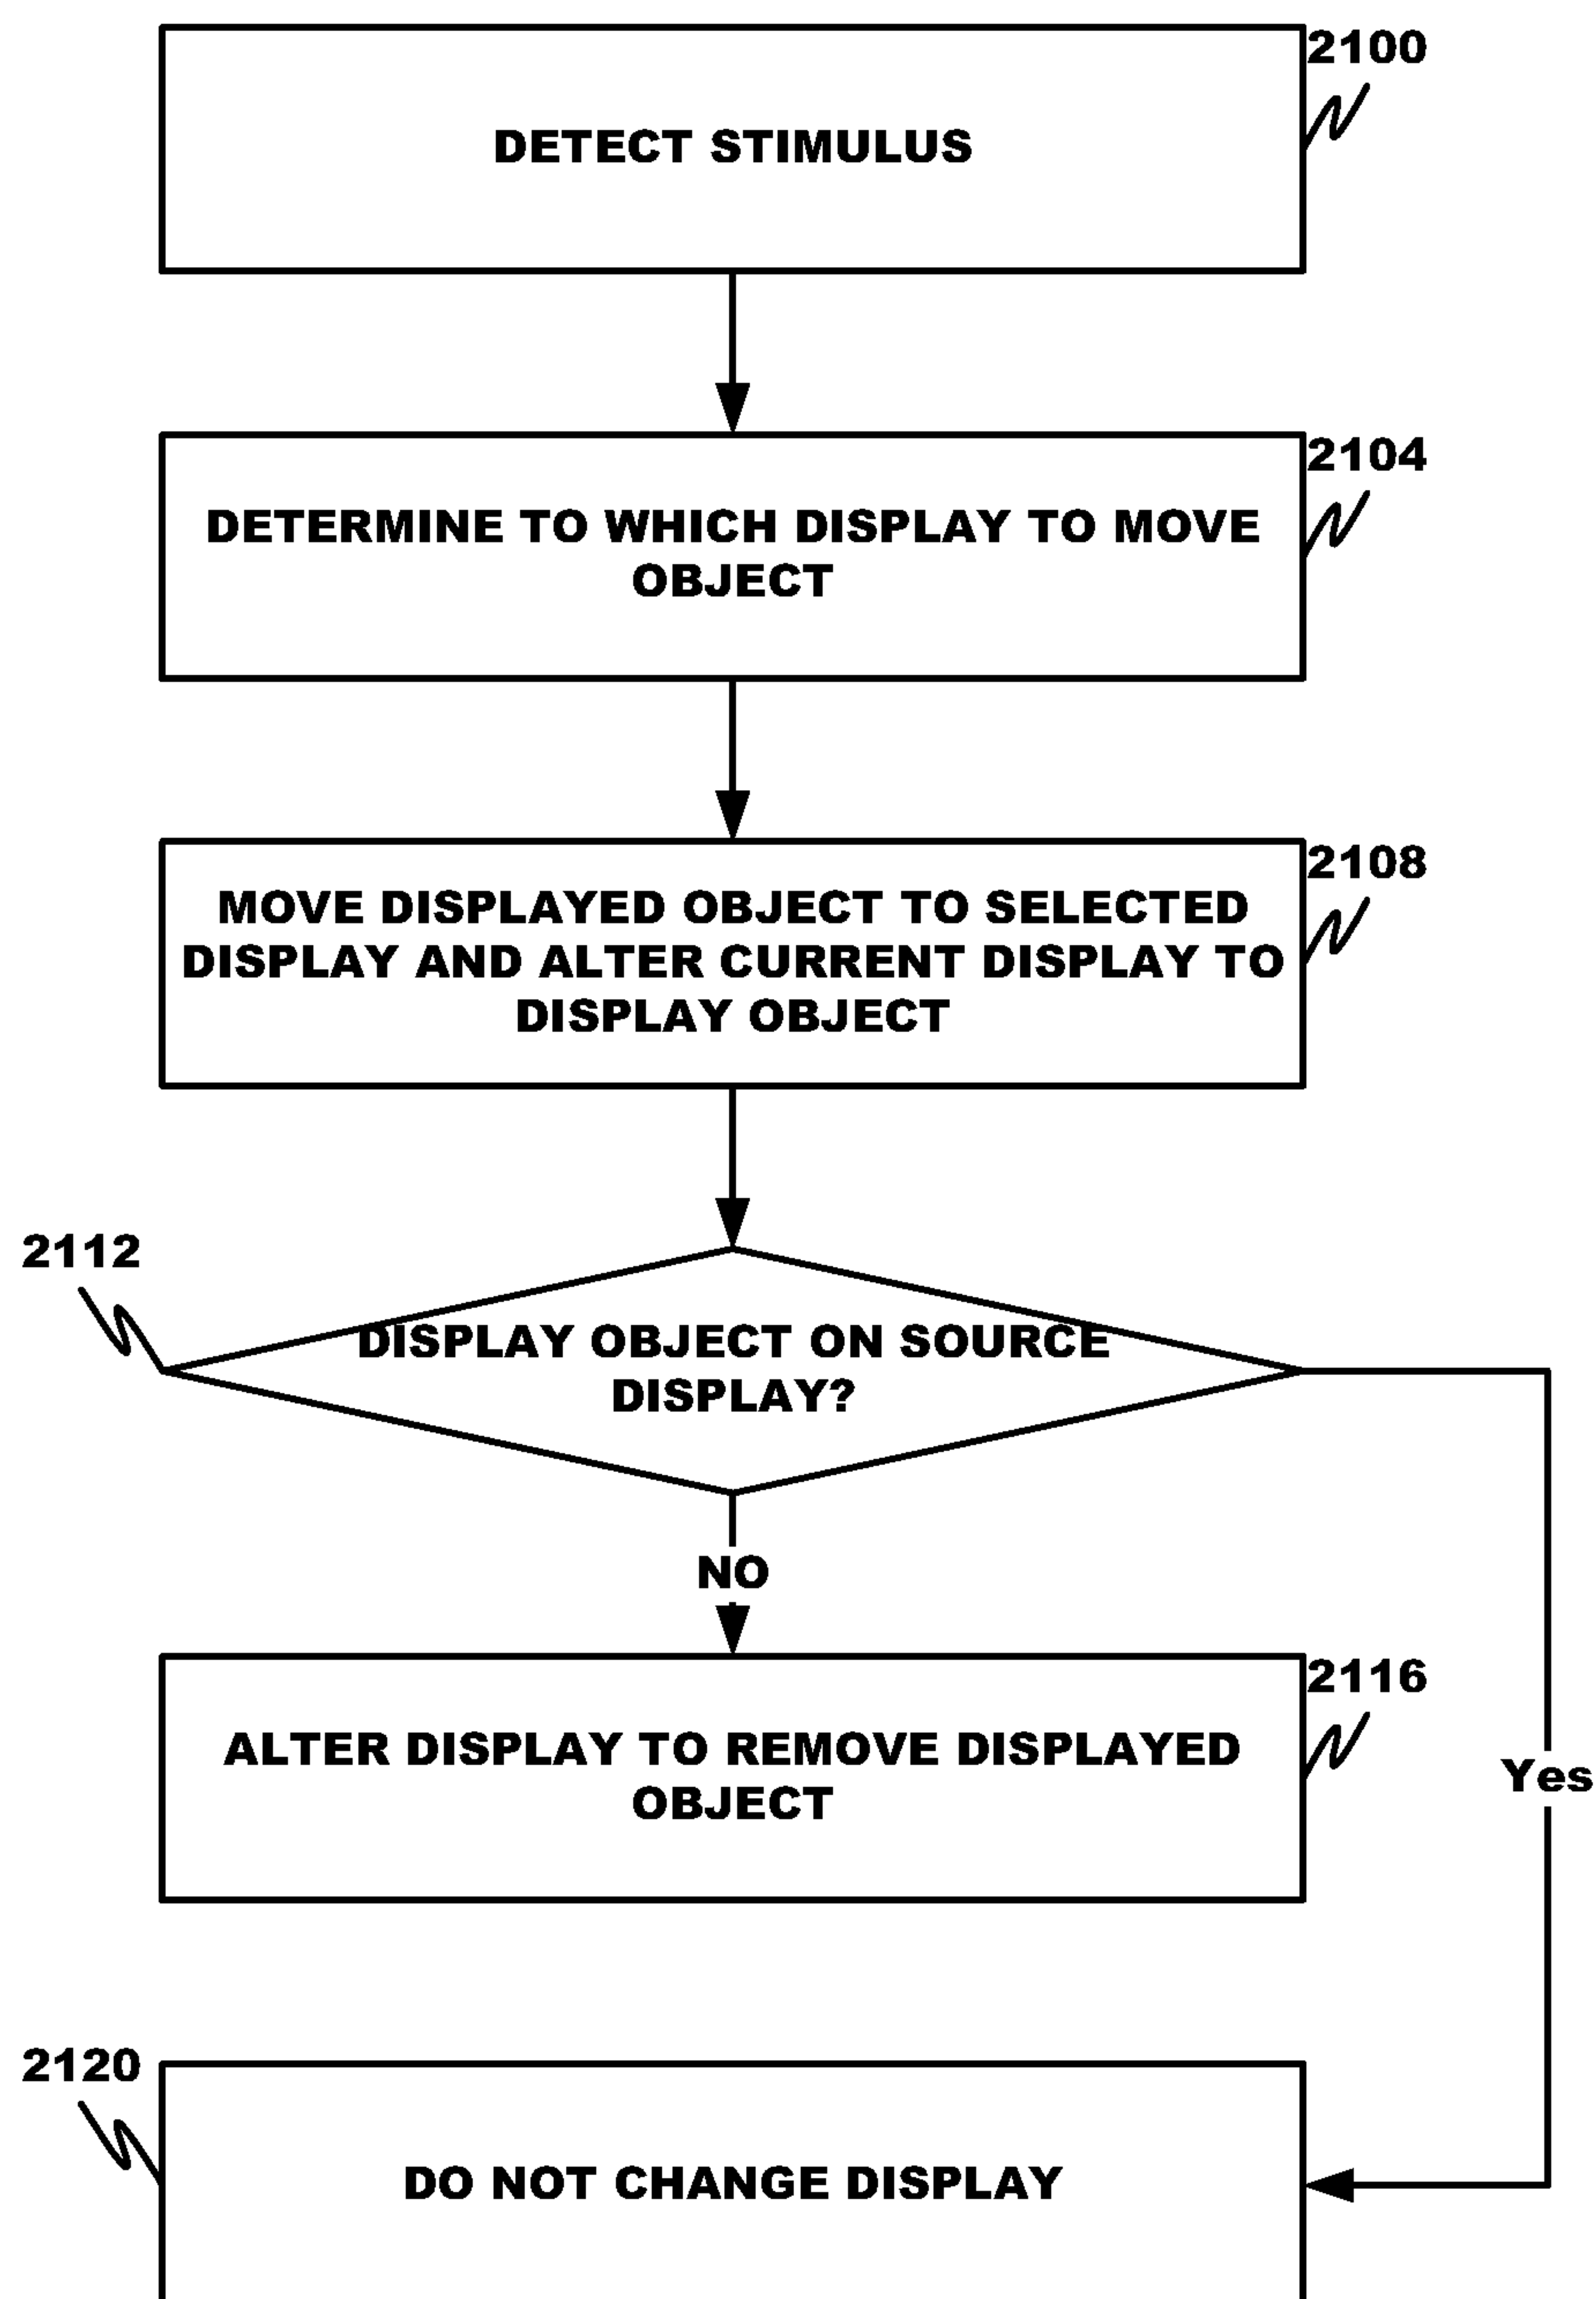 2100
DETECT STIMULUS
2104
DETERMINE TO WHICH DISPLAY TO MOVE
OBJECT
2108
MOVE DISPLAYED OBJECT TO SELECTED
DISPLAY AND ALTER CURRENT DISPLAY TO
DISPLAY OBJECT
2112
DISPLAY OBJECT ON SOURCE
DISPLAY?
NO
2116
ALTER DISPLAY TO REMOVE DISPLAYED
OBJECT
Yes
2120
DO NOT CHANGE DISPLAY